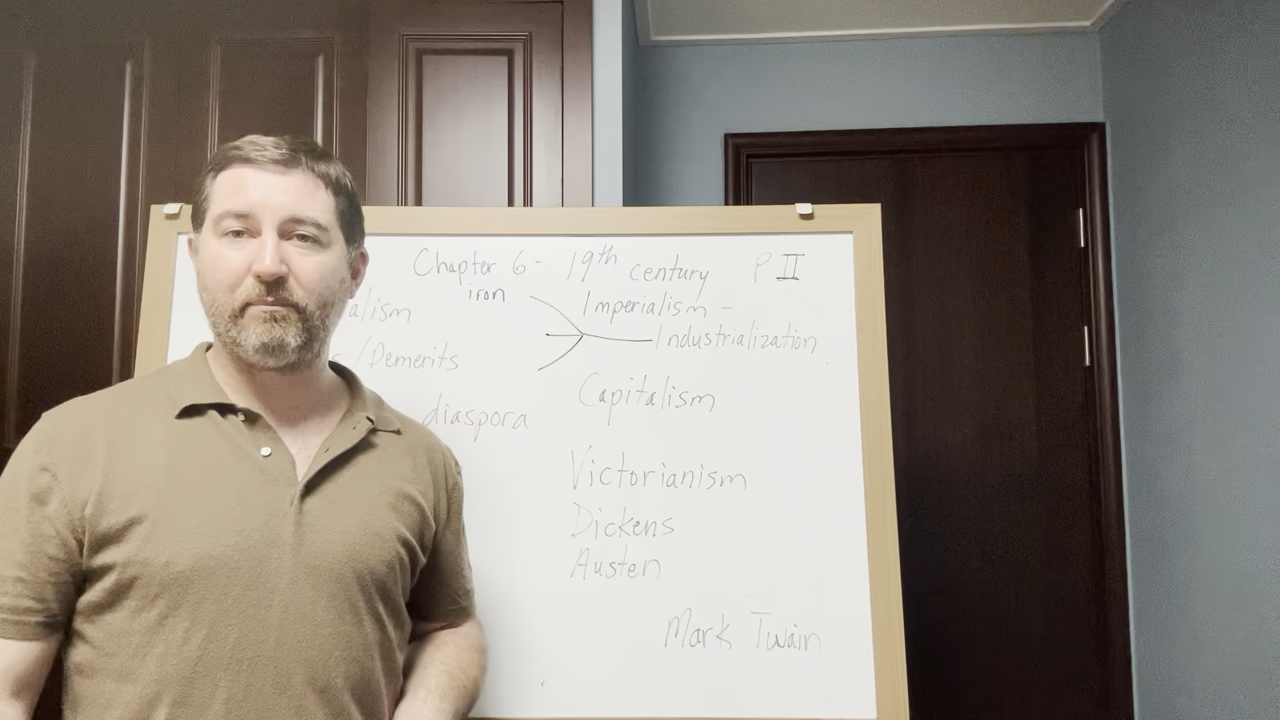 Chapter 6 - 19th century P II
iron
Imperialism -
alism
Industrialization
/Demerits
Capitalism
diaspora
Victorianism
Dickens
Austen
Mark Twain